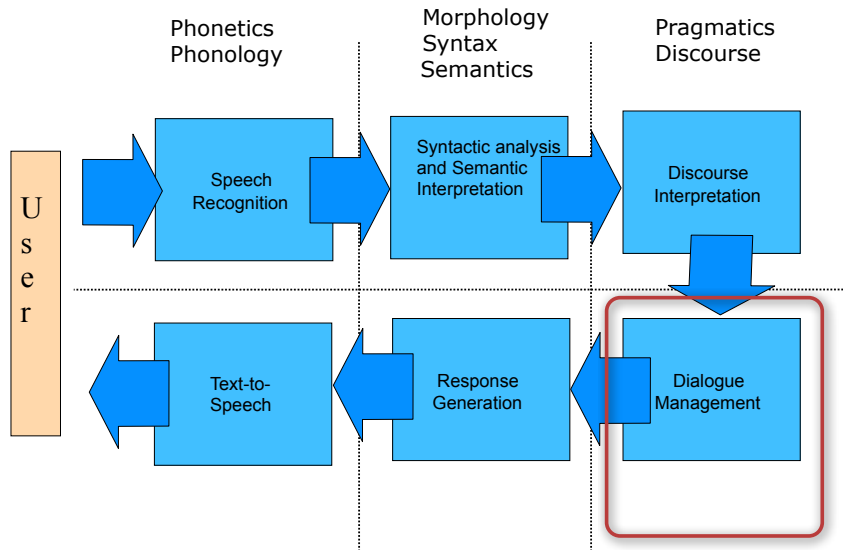 Phonetics
Phonology
Morphology
Syntax
Semantics
Pragmatics
Discourse
User
Speech
Recognition
Syntactic analysis
and Semantic
Interpretation
Discourse
Interpretation
Text-to-
Speech
Response
Generation
Dialogue
Management